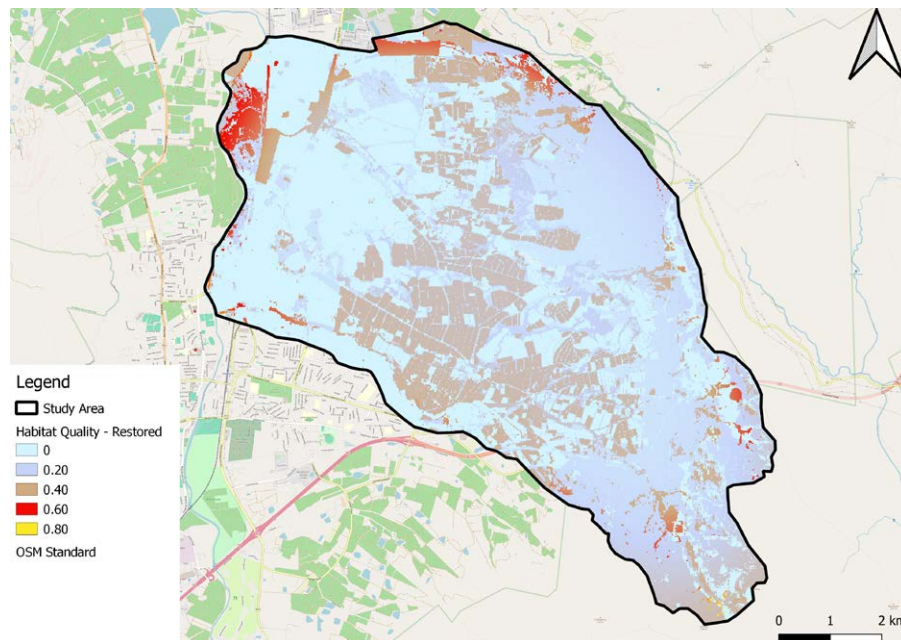 Legend
Study Area
Habitat Quality - Restored
0
0.20
0.40
0.60
0.80
OSM Standard
0 1 2 km